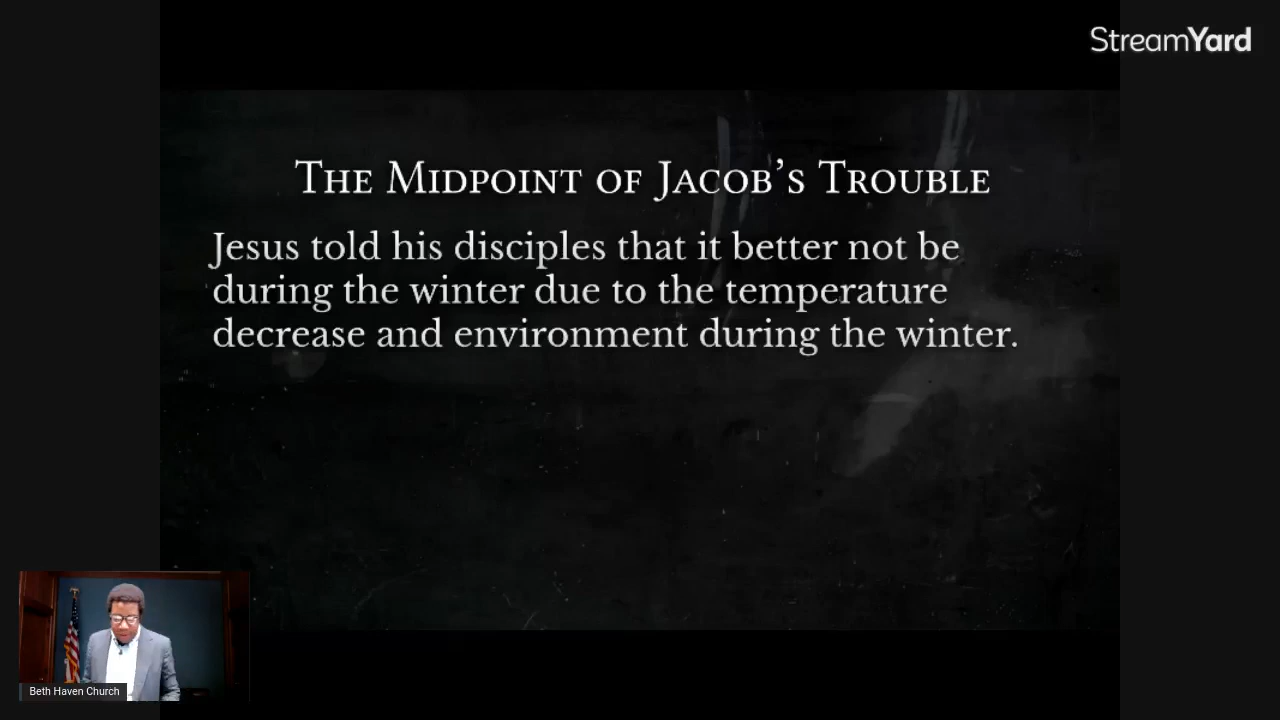 StreamYard
The Midpoint of Jacob’s Trouble
Jesus told his disciples that it better not be
during the winter due to the temperature
decrease and environment during the winter.
Beth Haven Church